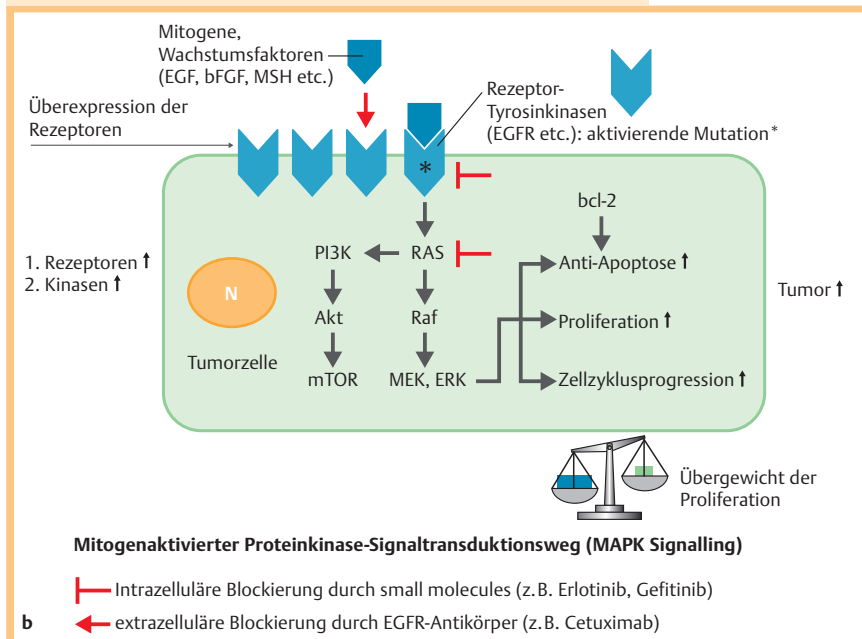 Mitogene,
Wachstumsfaktoren
(EGF, bFGF, MSH etc.)
Überexpression der
Rezeptoren
Rezeptor-
Tyrosinkinasen
(EGFR etc.): aktivierende Mutation*
*
bcl-2
1. Rezeptoren ↑
2. Kinasen ↑
N
Tumorzelle
PI3K
RAS
Anti-Apoptose ↑
Tumor ↑
Akt
Raf
Proliferation ↑
mTOR
MEK, ERK
Zellzyklusprogression ↑
Übergewicht der
Proliferation
Mitogenaktivierter Proteinkinase-Signaltransduktionsweg (MAPK Signalling)
Intrazelluläre Blockierung durch small molecules (z.B. Erlotinib, Gefitinib)
b
extrazelluläre Blockierung durch EGFR-Antikörper (z.B. Cetuximab)